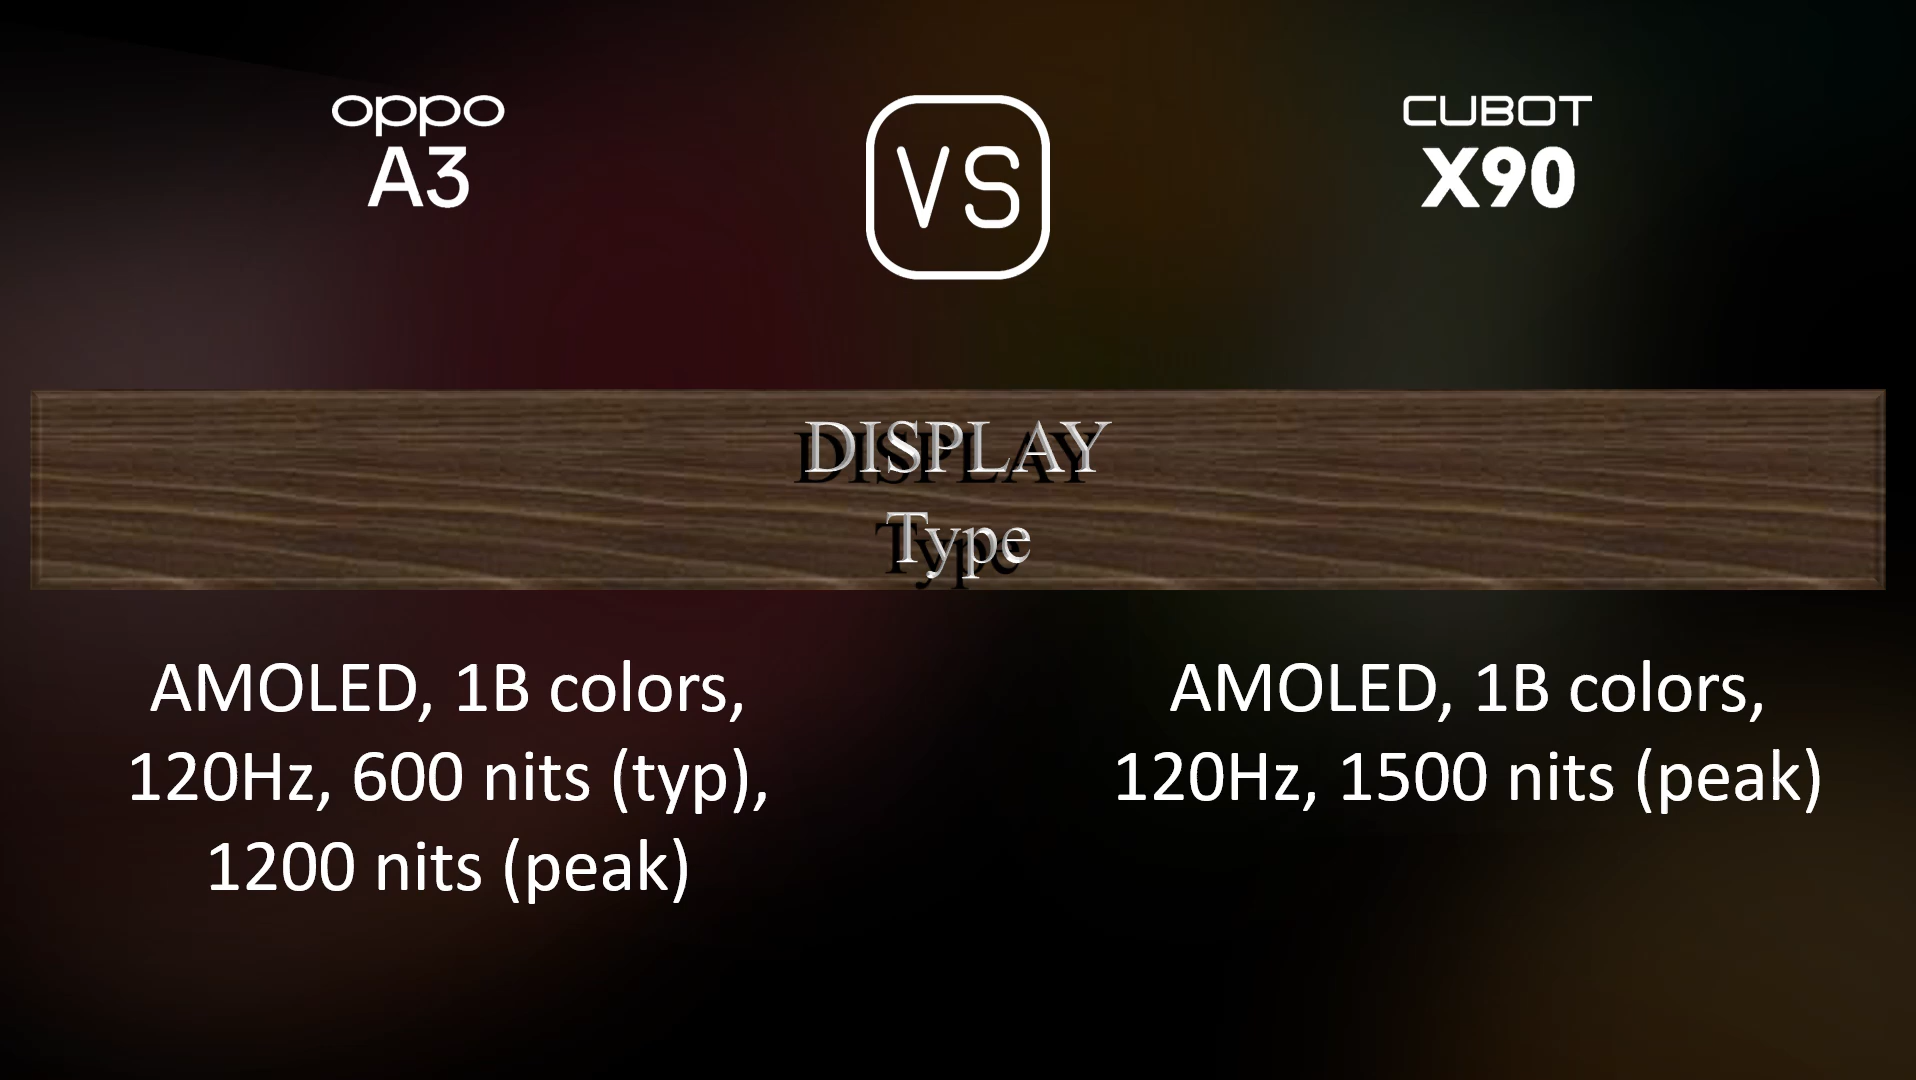 oppo
A3
VS
CUBOT
X90
DISPLAY
Type
AMOLED, 1B colors,
120Hz, 600 nits (typ),
1200 nits (peak)
AMOLED, 1B colors,
120Hz, 1500 nits (peak)